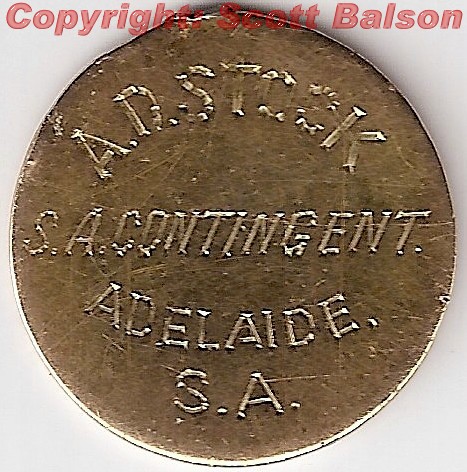 Copyright: Scott Balson
A.D.STOCK
S.A.CONTINGENT.
ADELAIDE.
S.A.